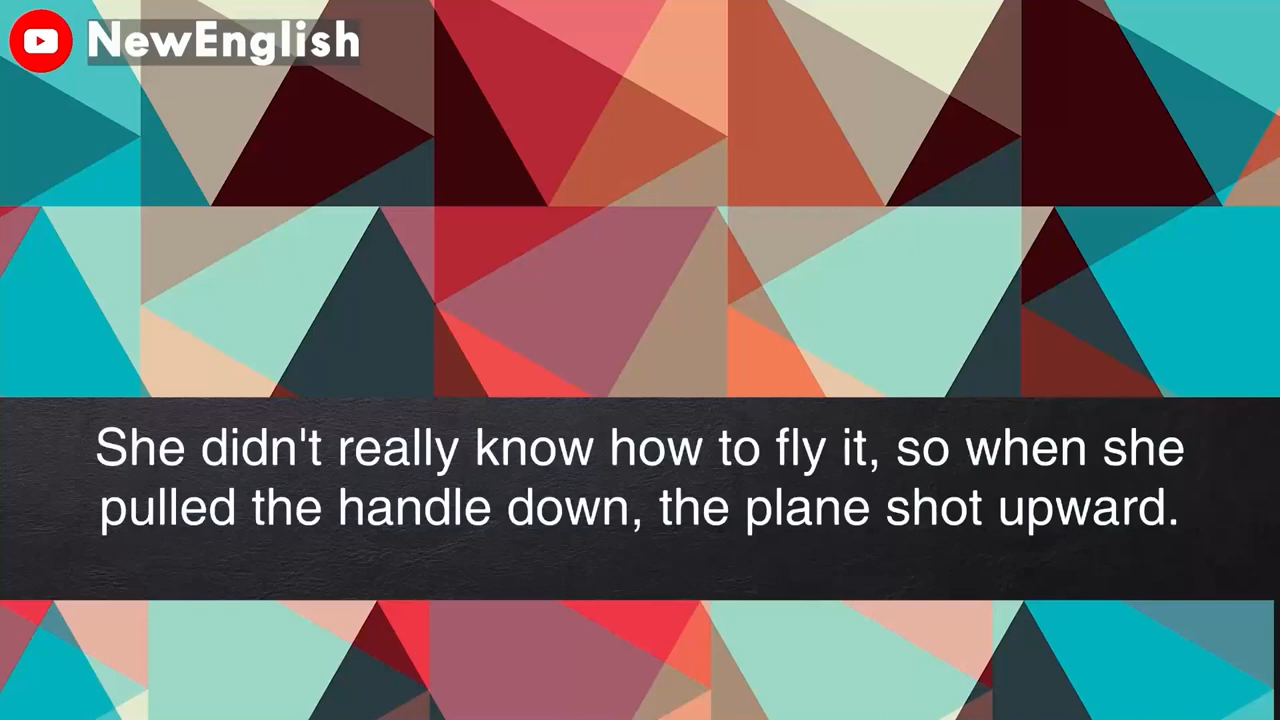 NewEnglish
She didn't really know how to fly it, so when she
pulled the handle down, the plane shot upward.